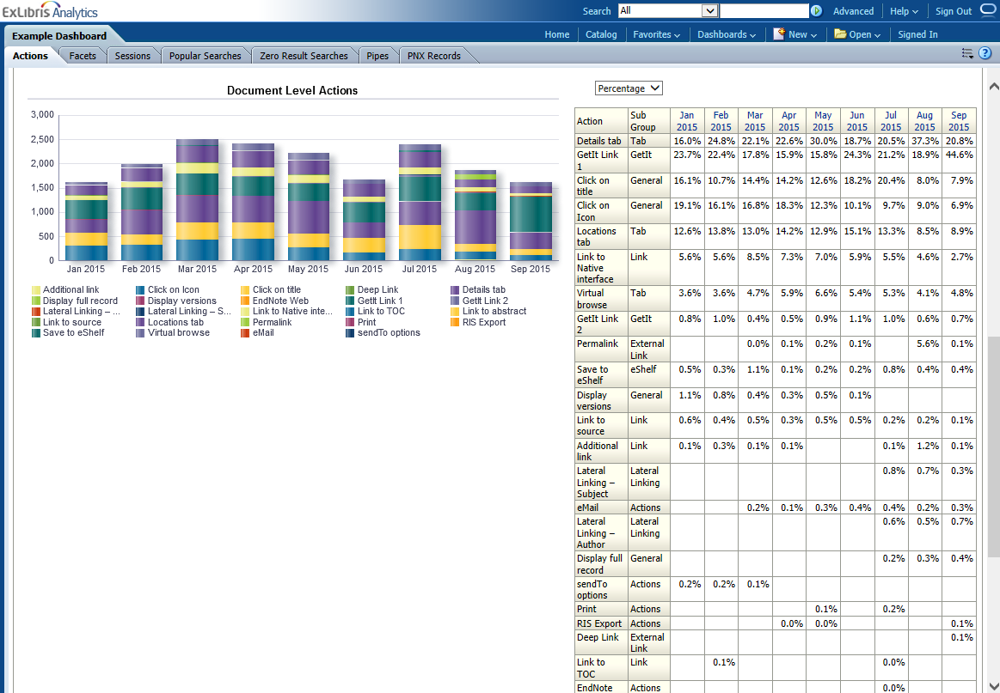 ExLibris Analytics
Search All Advanced Help Sign Out
Example Dashboard
Home Catalog Favorites Dashboards New Open Signed In
Actions Facets Sessions Popular Searches Zero Result Searches Pipes PNX Records
Document Level Actions
3,000
2,500
2,000
1,500
1,000
500
0
Jan 2015 Feb 2015 Mar 2015 Apr 2015 May 2015 Jun 2015 Jul 2015 Aug 2015 Sep 2015
Additional link Click on Icon Click on title Deep Link Details tab
Display full record Display versions EndNote Web GetIt Link 1 GetIt Link 2
Lateral Linking – ... Lateral Linking – S... Link to Native inte... Link to TOC Link to abstract
Link to source Locations tab Permalink Print RIS Export
Save to eShelf Virtual browse eMail sendTo options
Percentage
Action Sub Group Jan 2015 Feb 2015 Mar 2015 Apr 2015 May 2015 Jun 2015 Jul 2015 Aug 2015 Sep 2015
Details tab Tab 16.0% 24.8% 22.1% 22.6% 30.0% 18.7% 20.5% 37.3% 20.8%
GetIt Link 1 GetIt 23.7% 22.4% 17.8% 15.9% 15.8% 24.3% 21.2% 18.9% 44.6%
Click on title General 16.1% 10.7% 14.4% 14.2% 12.6% 18.2% 20.4% 8.0% 7.9%
Click on Icon General 19.1% 16.1% 16.8% 18.3% 12.3% 10.1% 9.7% 9.0% 6.9%
Locations tab Tab 12.6% 13.8% 13.0% 14.2% 12.9% 15.1% 13.3% 8.5% 8.9%
Link to Native interface Link 5.6% 5.6% 8.5% 7.3% 7.0% 5.9% 5.5% 4.6% 2.7%
Virtual browse Tab 3.6% 3.6% 4.7% 5.9% 6.6% 5.4% 5.3% 4.1% 4.8%
GetIt Link 2 GetIt 0.8% 1.0% 0.4% 0.5% 0.9% 1.1% 1.0% 0.6% 0.7%
Permalink External Link 0.0% 0.1% 0.2% 0.1% 5.6% 0.1%
Save to eShelf eShelf 0.5% 0.3% 1.1% 0.1% 0.2% 0.2% 0.8% 0.4% 0.4%
Display versions General 1.1% 0.8% 0.4% 0.3% 0.5% 0.1%
Link to source Link 0.6% 0.4% 0.5% 0.3% 0.5% 0.5% 0.2% 0.2% 0.1%
Additional link Link 0.1% 0.3% 0.1% 0.1% 0.1% 1.2% 0.1%
Lateral Linking – Subject Lateral Linking 0.8% 0.7% 0.3%
eMail Actions 0.2% 0.1% 0.3% 0.4% 0.4% 0.2% 0.3%
Lateral Linking – Author Lateral Linking 0.6% 0.5% 0.7%
Display full record General 0.2% 0.3% 0.4%
sendTo options Actions 0.2% 0.2% 0.1%
Print Actions 0.1% 0.2%
RIS Export Actions 0.0% 0.0% 0.1%
Deep Link External Link 0.1%
Link to TOC Link 0.1% 0.0%
EndNote Actions 0.0%